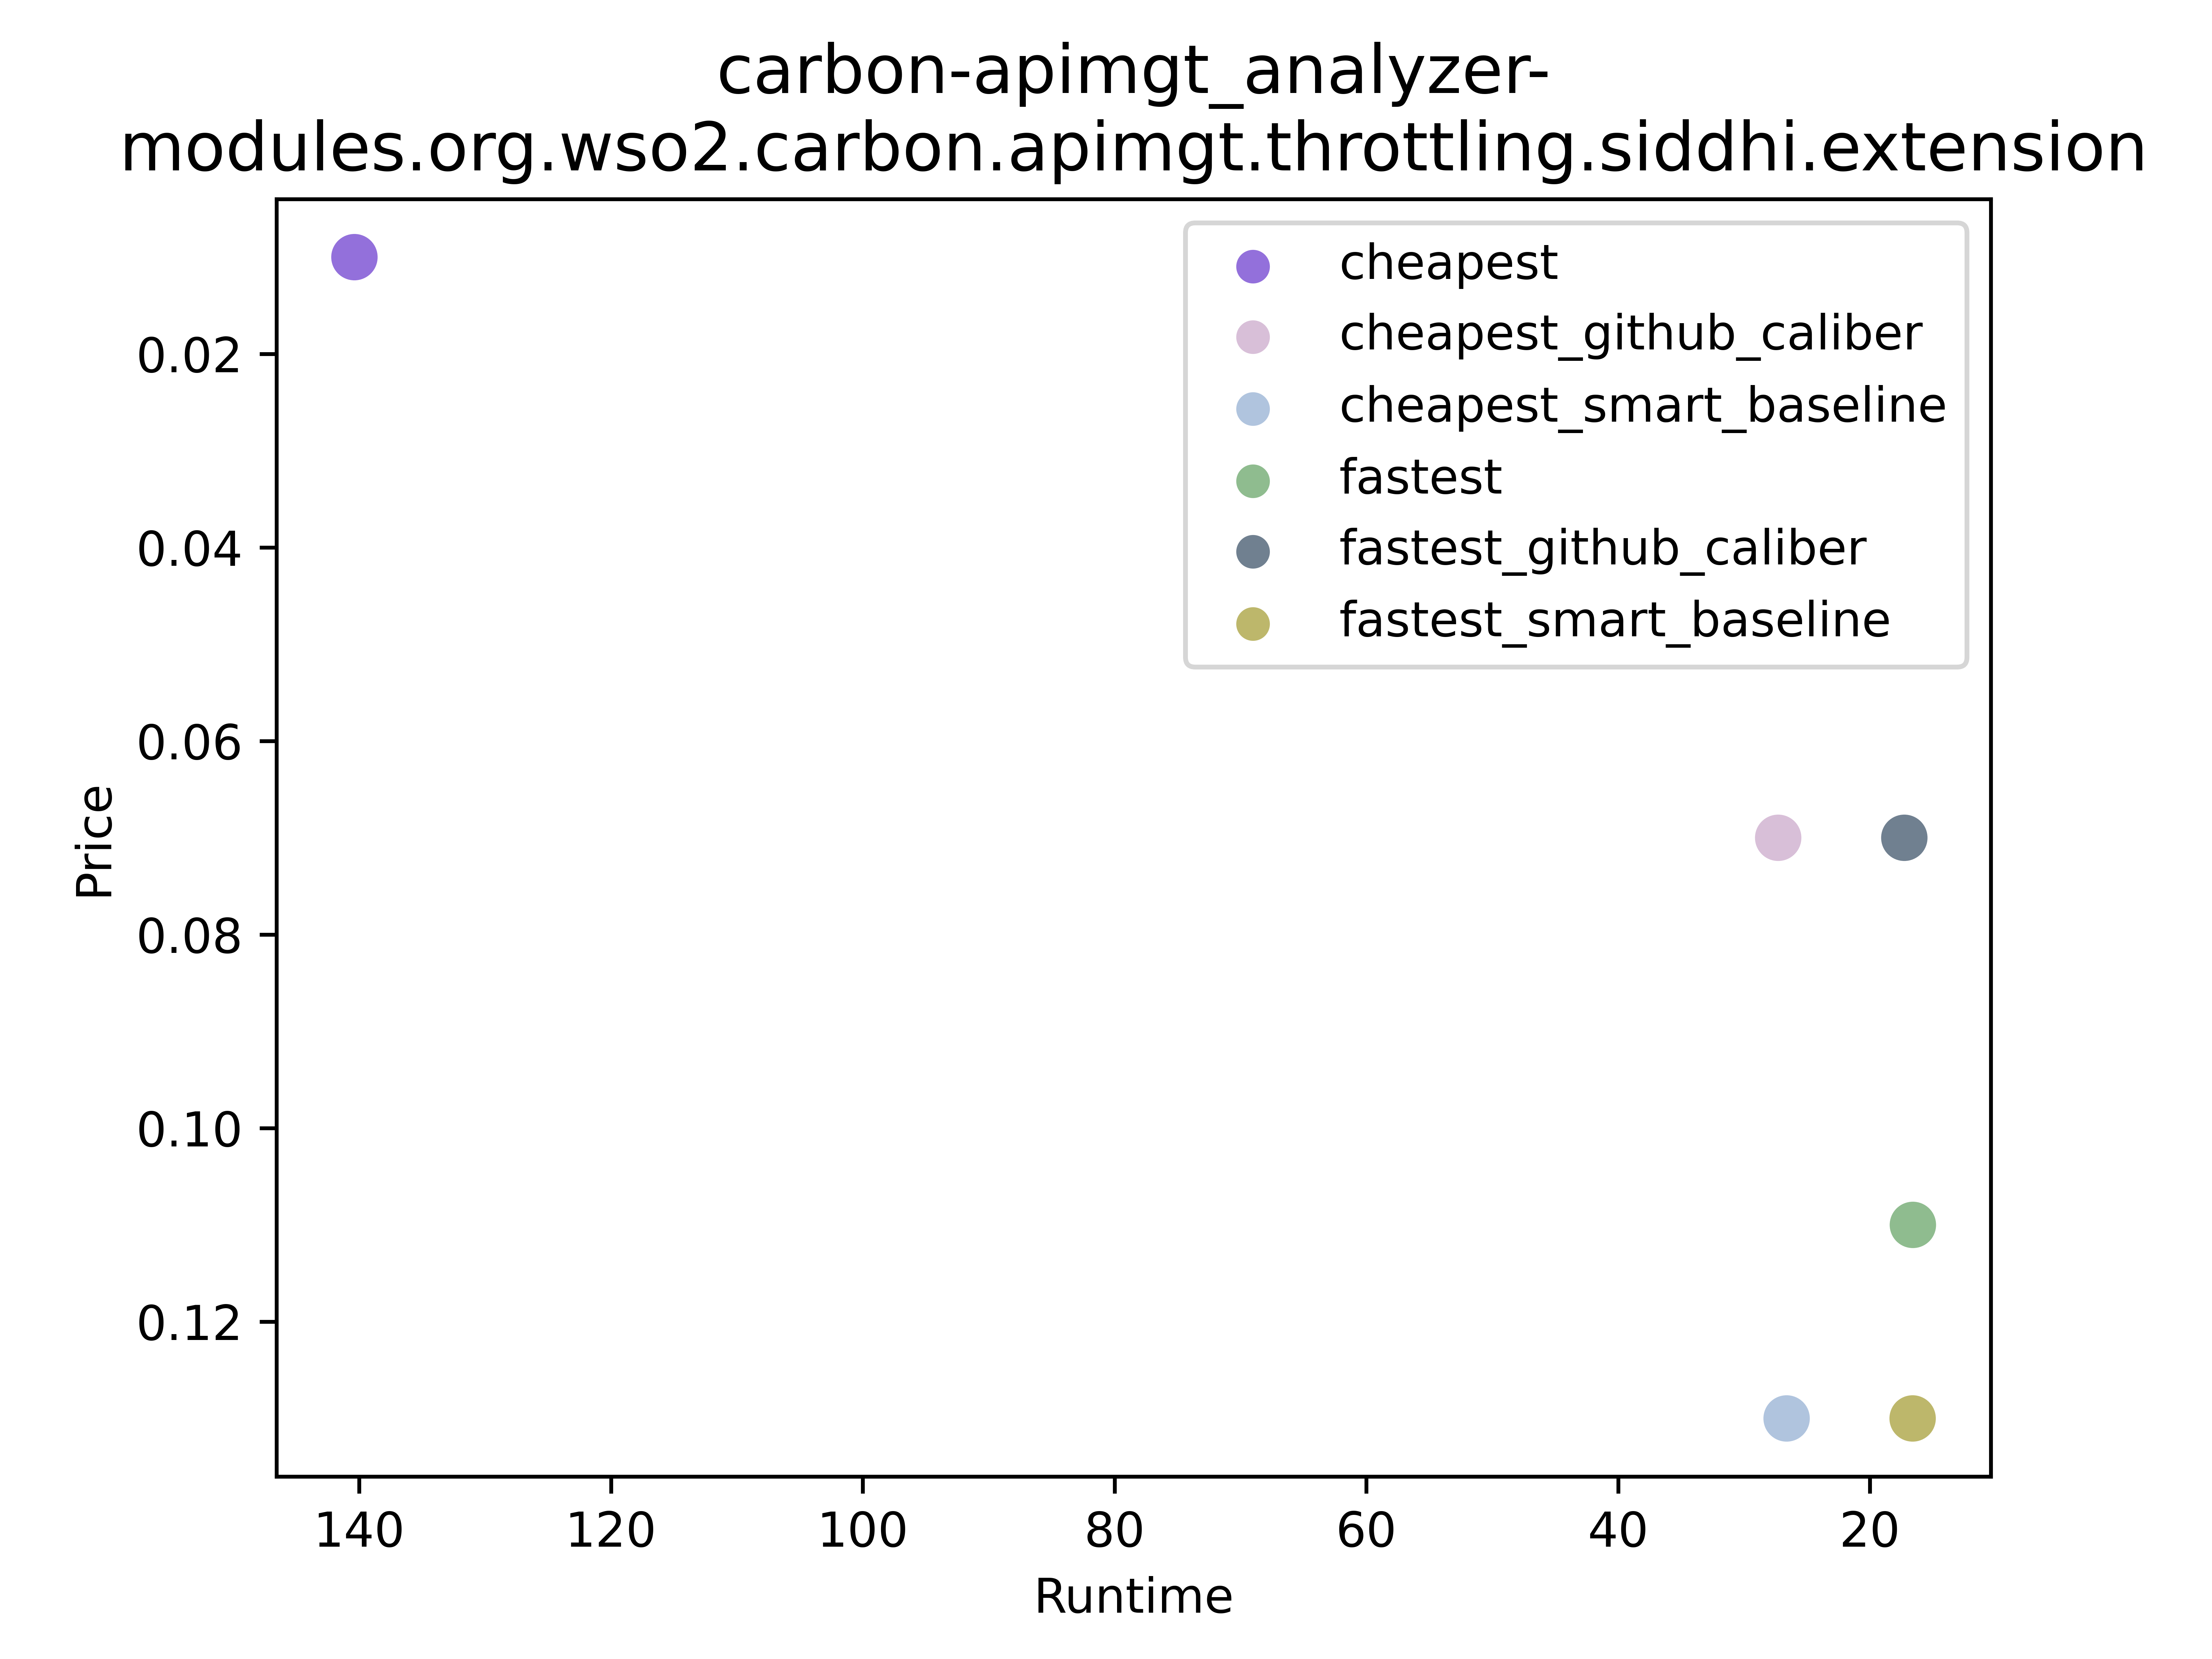 carbon-apimgt_analyzer-
modules.org.wso2.carbon.apimgt.throttling.siddhi.extension
cheapest
cheapest_github_caliber
cheapest_smart_baseline
fastest
fastest_github_caliber
fastest_smart_baseline
Price
0.02
0.04
0.06
0.08
0.10
0.12
140 120 100 80 60 40 20
Runtime